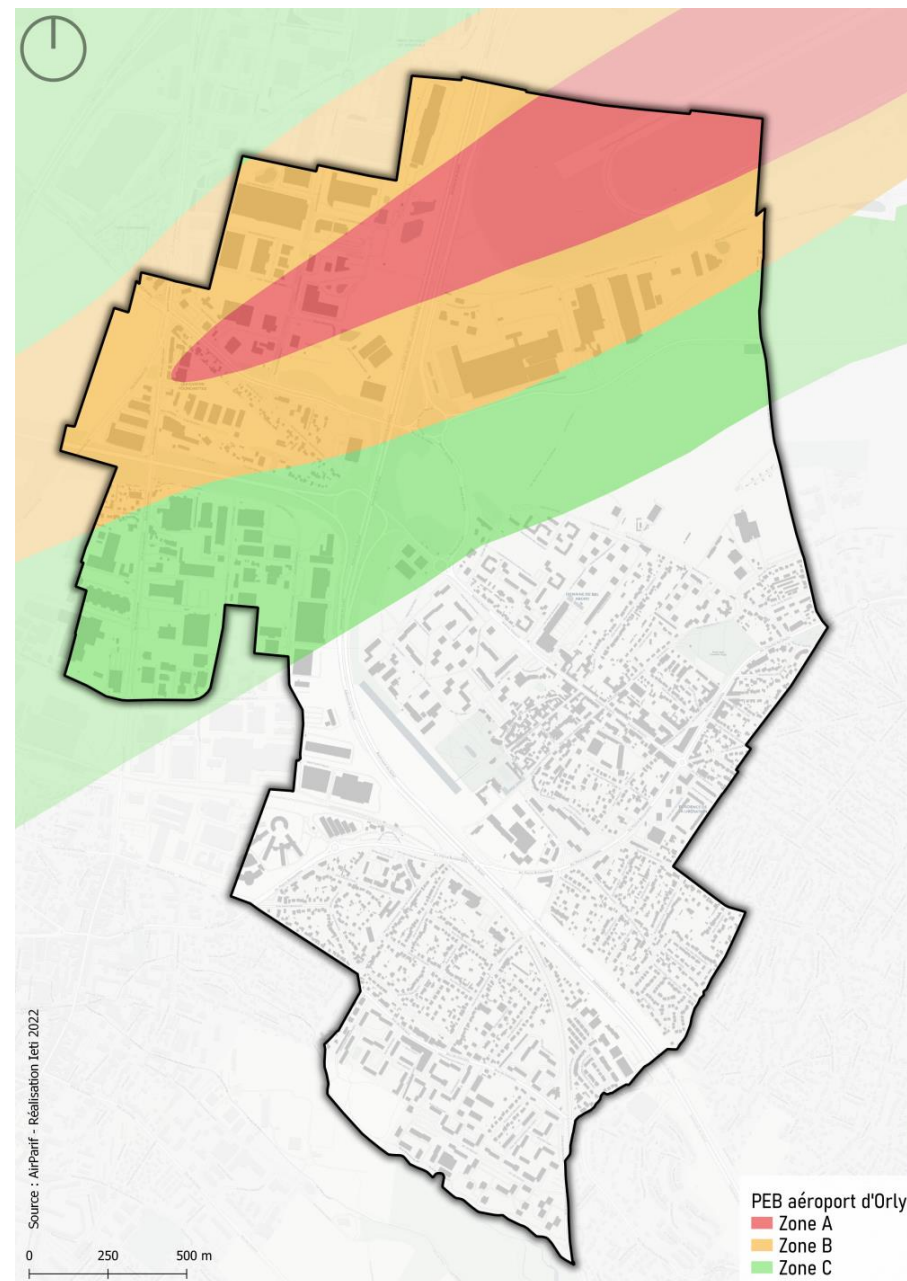 Source : AirParif - Réalisation Ieti 2022
0 250 500 m
PEB aéroport d'Orly
Zone A
Zone B
Zone C